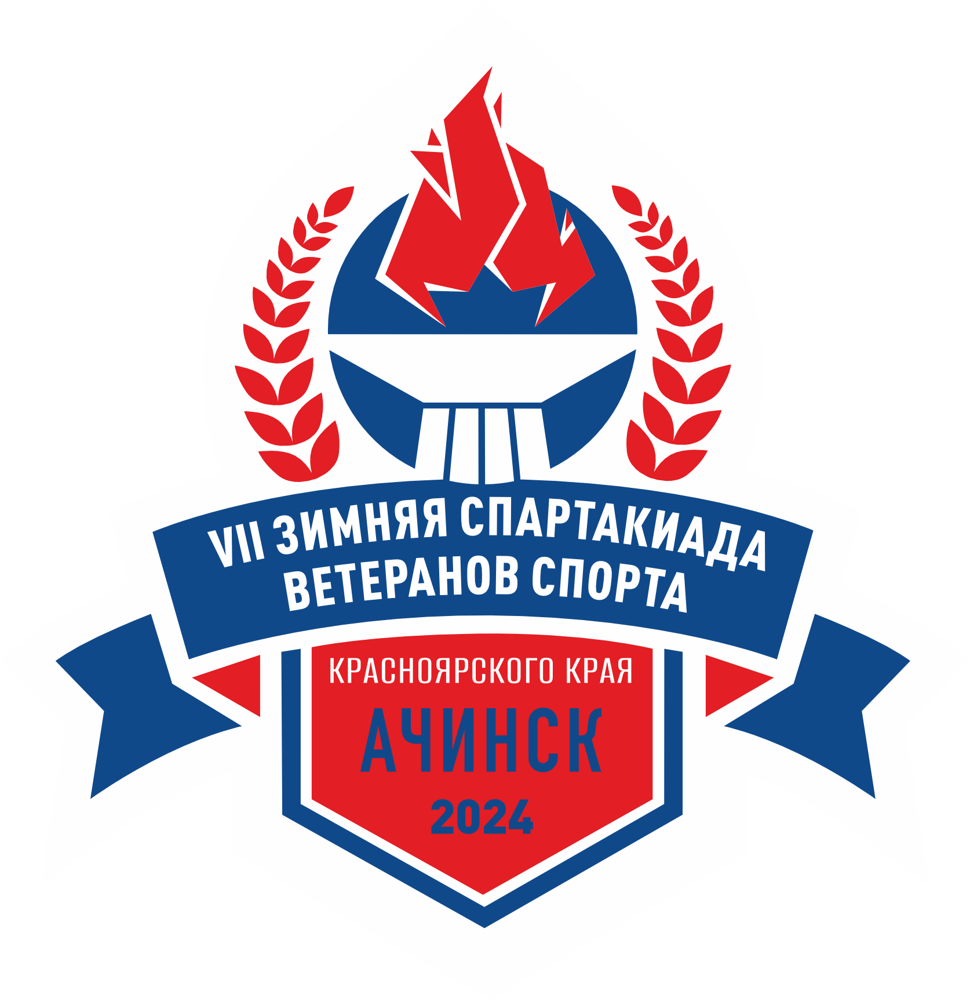 VII ЗИМНЯЯ СПАРТАКИАДА
ВЕТЕРАНОВ СПОРТА
КРАСНОЯРСКОГО КРАЯ
АЧИНСК
2024